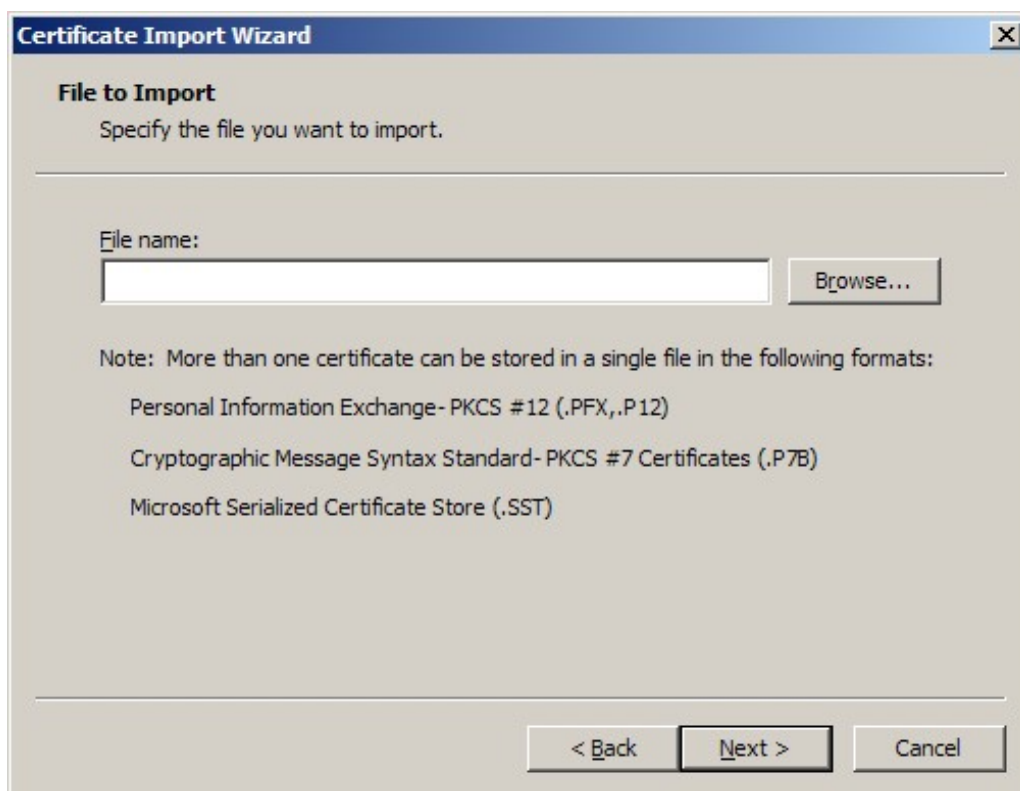 Certificate Import Wizard
File to Import
Specify the file you want to import.
File name:
Browse...
Note:  More than one certificate can be stored in a single file in the following formats:
Personal Information Exchange- PKCS #12 (.PFX,.P12)
Cryptographic Message Syntax Standard- PKCS #7 Certificates (.P7B)
Microsoft Serialized Certificate Store (.SST)
< Back Next > Cancel